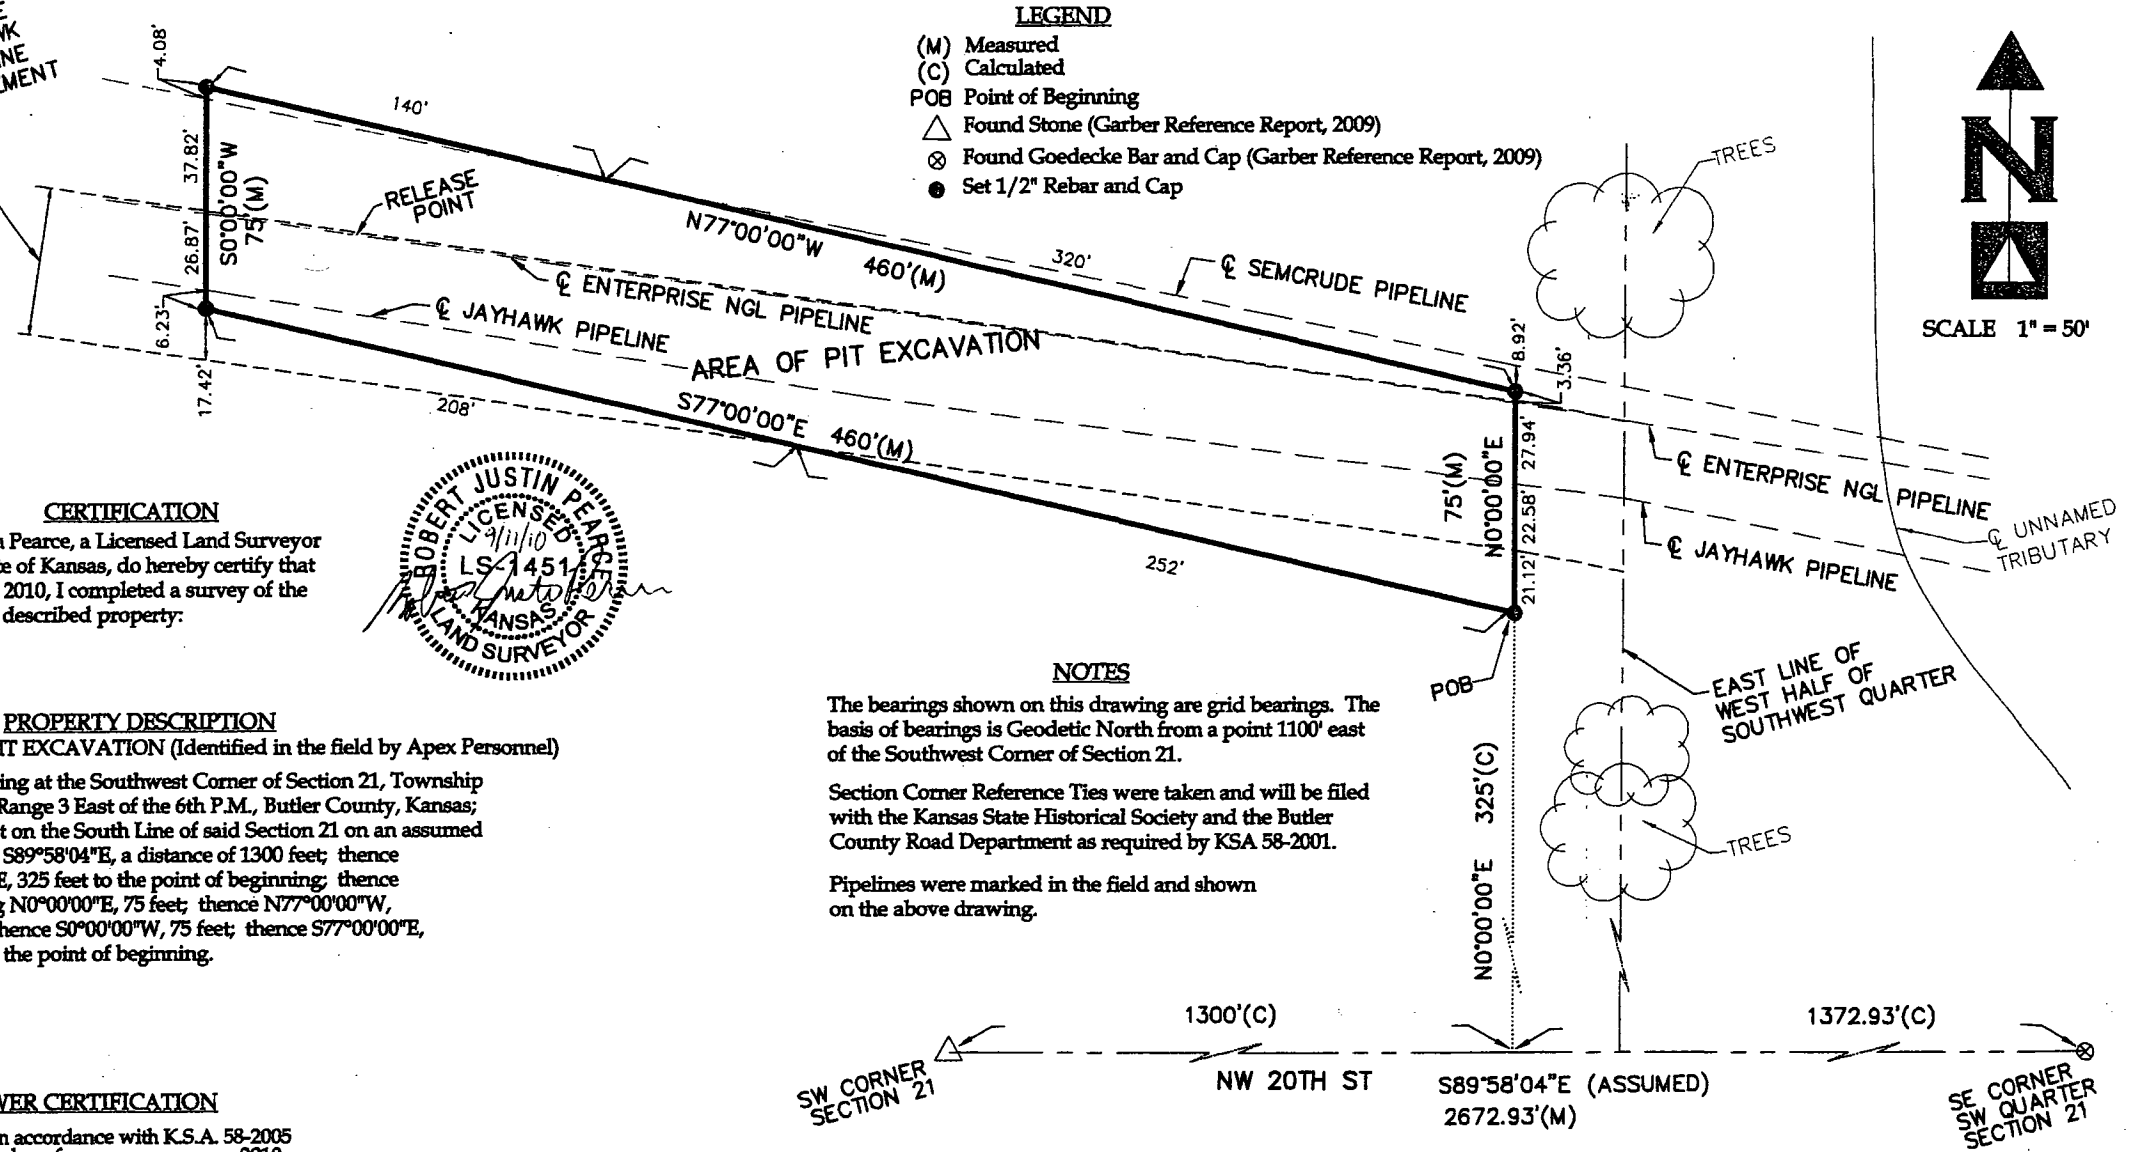 WK
NE
MENT
4.08'
140'
37.82'
S0°00'00"W
75'(M)
26.87'
6.23'
17.42'
RELEASE
POINT
N77°00'00"W 460'(M)
320'
℄ SEMCRUDE PIPELINE
℄ ENTERPRISE NGL PIPELINE
℄ JAYHAWK PIPELINE
AREA OF PIT EXCAVATION
208'
S77°00'00"E 460'(M)
252'
8.92'
3.36'
75'(M)
N0°00'00"E
27.94'
22.58'
21.12'
LEGEND
(M) Measured
(C) Calculated
POB Point of Beginning
Found Stone (Garber Reference Report, 2009)
Found Goedecke Bar and Cap (Garber Reference Report, 2009)
Set 1/2" Rebar and Cap
TREES
N
SCALE 1" = 50'
℄ ENTERPRISE NGL PIPELINE
℄ JAYHAWK PIPELINE
℄ UNNAMED
TRIBUTARY
EAST LINE OF
WEST HALF OF
SOUTHWEST QUARTER
POB
N0°00'00"E 325'(C)
TREES
CERTIFICATION
Pearce, a Licensed Land Surveyor
of Kansas, do hereby certify that
2010, I completed a survey of the
described property:
ROBERT JUSTIN PEARCE
LICENSED
9/11/10
LS-1451
KANSAS
LAND SURVEYOR
PROPERTY DESCRIPTION
IT EXCAVATION (Identified in the field by Apex Personnel)
ing at the Southwest Corner of Section 21, Township
Range 3 East of the 6th P.M., Butler County, Kansas;
t on the South Line of said Section 21 on an assumed
S89°58'04"E, a distance of 1300 feet; thence
E, 325 feet to the point of beginning; thence
g N0°00'00"E, 75 feet; thence N77°00'00"W,
hence S0°00'00"W, 75 feet; thence S77°00'00"E,
the point of beginning.
NOTES
The bearings shown on this drawing are grid bearings. The
basis of bearings is Geodetic North from a point 1100' east
of the Southwest Corner of Section 21.
Section Corner Reference Ties were taken and will be filed
with the Kansas State Historical Society and the Butler
County Road Department as required by KSA 58-2001.
Pipelines were marked in the field and shown
on the above drawing.
WER CERTIFICATION
n accordance with K.S.A. 58-2005
1300'(C)
1372.93'(C)
SW CORNER
SECTION 21
NW 20TH ST
S89°58'04"E (ASSUMED)
2672.93'(M)
SE CORNER
SW QUARTER
SECTION 21